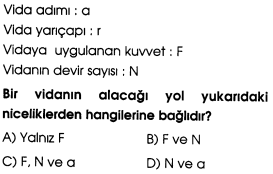 Vida adımı : a
Vida yarıçapı : r
Vidaya uygulanan kuvvet : F
Vidanın devir sayısı : N
Bir vidanın alacağı yol yukarıdaki
niceliklerden hangilerine bağlıdır?
A) Yalnız F B) F ve N
C) F, N ve a D) N ve a